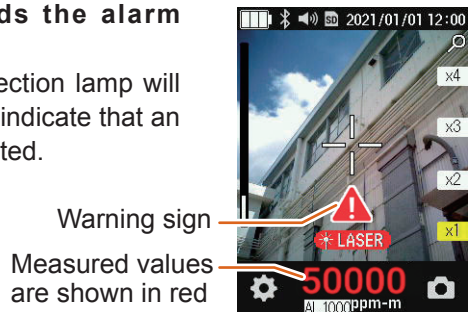 ds the alarm
ection lamp will
indicate that an
ted.
Warning sign
Measured values
are shown in red
SD 2021/01/01 12:00
x4
x3
x2
x1
LASER
50000
AL 1000ppm-m